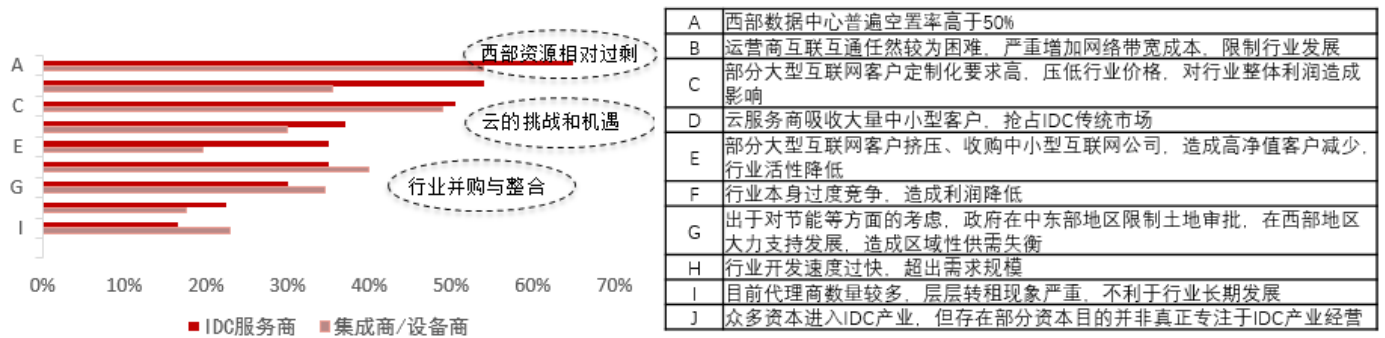 A
C
E
G
I
西部资源相对过剩
云的挑战和机遇
行业并购与整合
0% 10% 20% 30% 40% 50% 60% 70%
IDC服务商 集成商/设备商
A 西部数据中心普遍空置率高于50%
B 运营商互联互通任然较为困难，严重增加网络带宽成本，限制行业发展
C 部分大型互联网客户定制化要求高，压低行业价格，对行业整体利润造成
影响
D 云服务商吸收大量中小型客户，抢占IDC传统市场
E 部分大型互联网客户挤压、收购中小型互联网公司，造成高净值客户减少，
行业活性降低
F 行业本身过度竞争，造成利润降低
G 出于对节能等方面的考虑，政府在中东部地区限制土地审批，在西部地区
大力支持发展，造成区域性供需失衡
H 行业开发速度过快，超出需求规模
I 目前代理商数量较多，层层转租现象严重，不利于行业长期发展
J 众多资本进入IDC产业，但存在部分资本目的并非真正专注于IDC产业经营